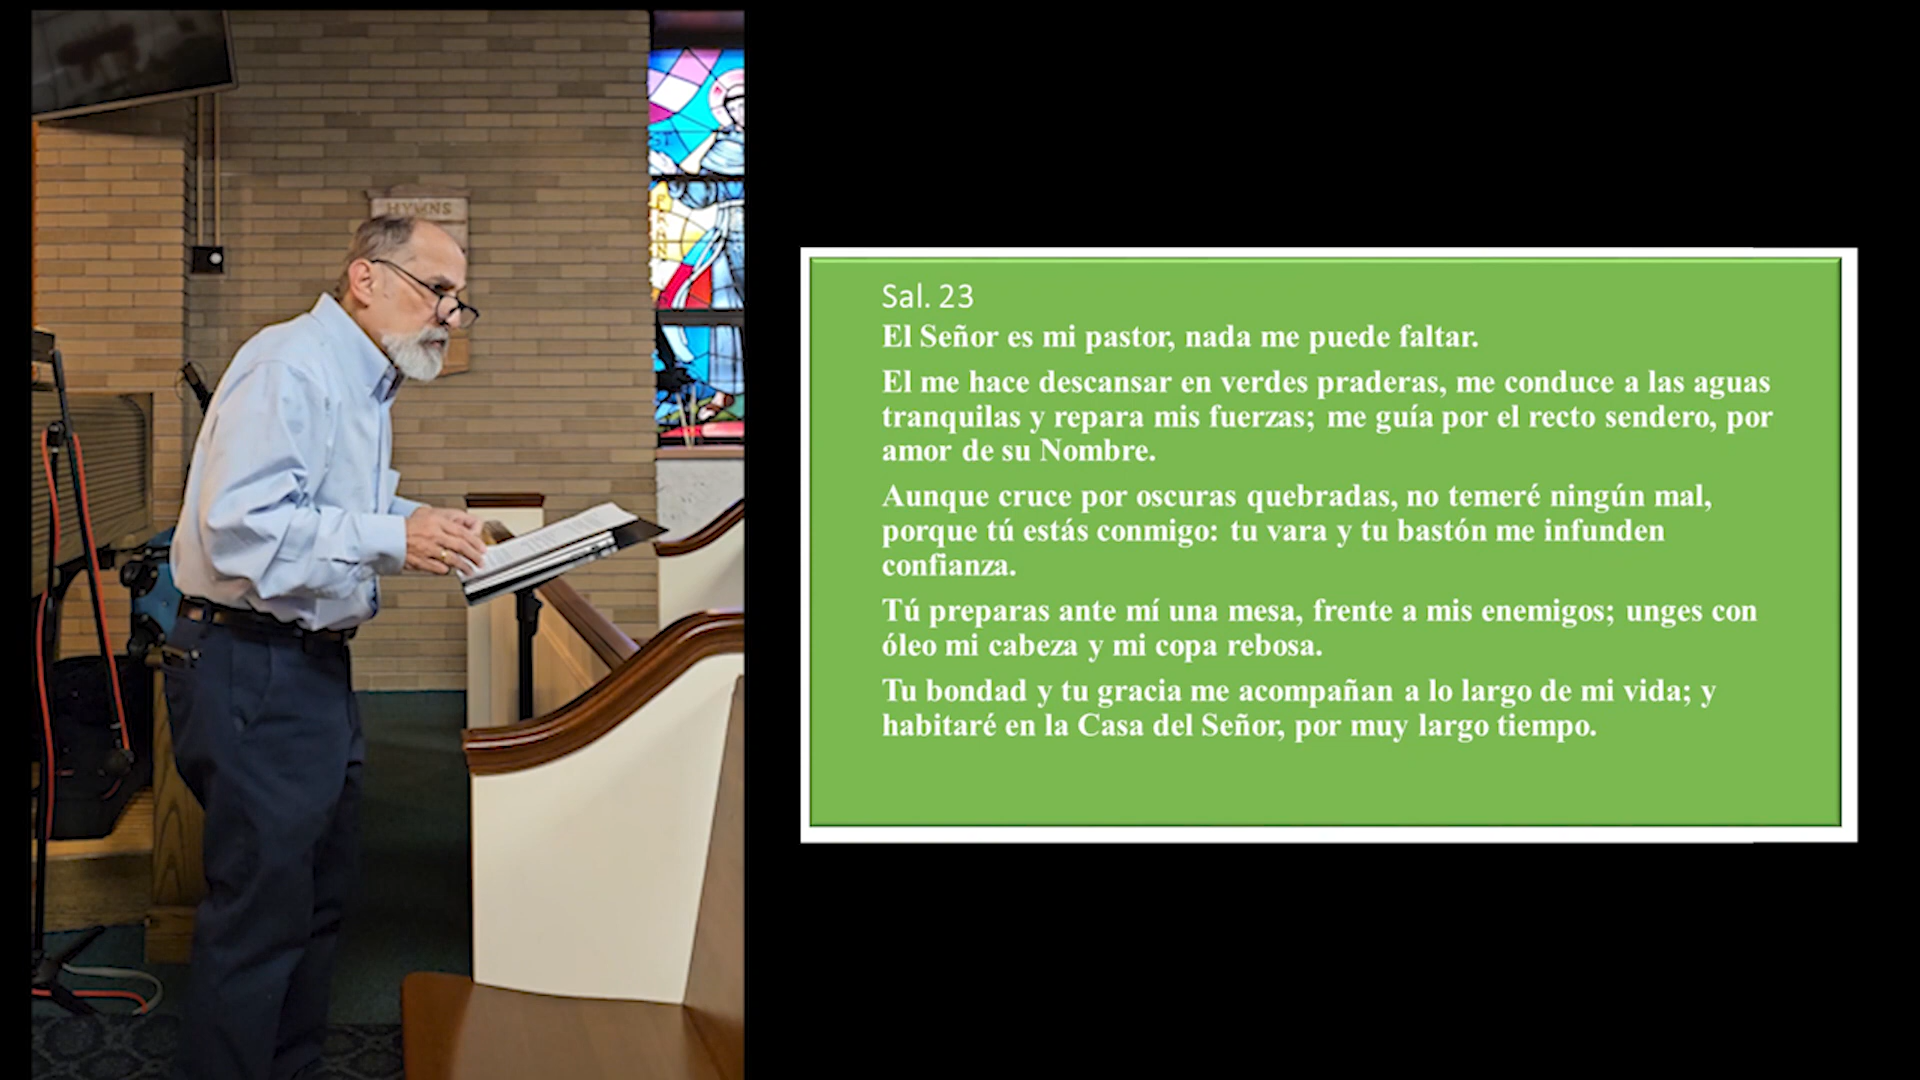 HYMNS
ST
Sal. 23
El Señor es mi pastor, nada me puede faltar.
El me hace descansar en verdes praderas, me conduce a las aguas
tranquilas y repara mis fuerzas; me guía por el recto sendero, por
amor de su Nombre.
Aunque cruce por oscuras quebradas, no temeré ningún mal,
porque tú estás conmigo: tu vara y tu bastón me infunden
confianza.
Tú preparas ante mí una mesa, frente a mis enemigos; unges con
óleo mi cabeza y mi copa rebosa.
Tu bondad y tu gracia me acompañan a lo largo de mi vida; y
habitaré en la Casa del Señor, por muy largo tiempo.